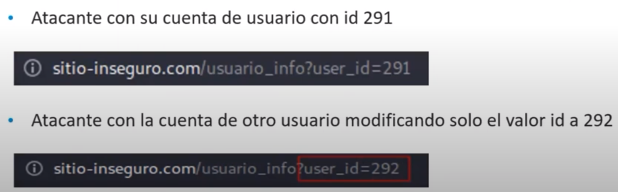 • Atacante con su cuenta de usuario con id 291
sitio-inseguro.com/usuario_info?user_id=291
• Atacante con la cuenta de otro usuario modificando solo el valor id a 292
sitio-inseguro.com/usuario_info?user_id=292